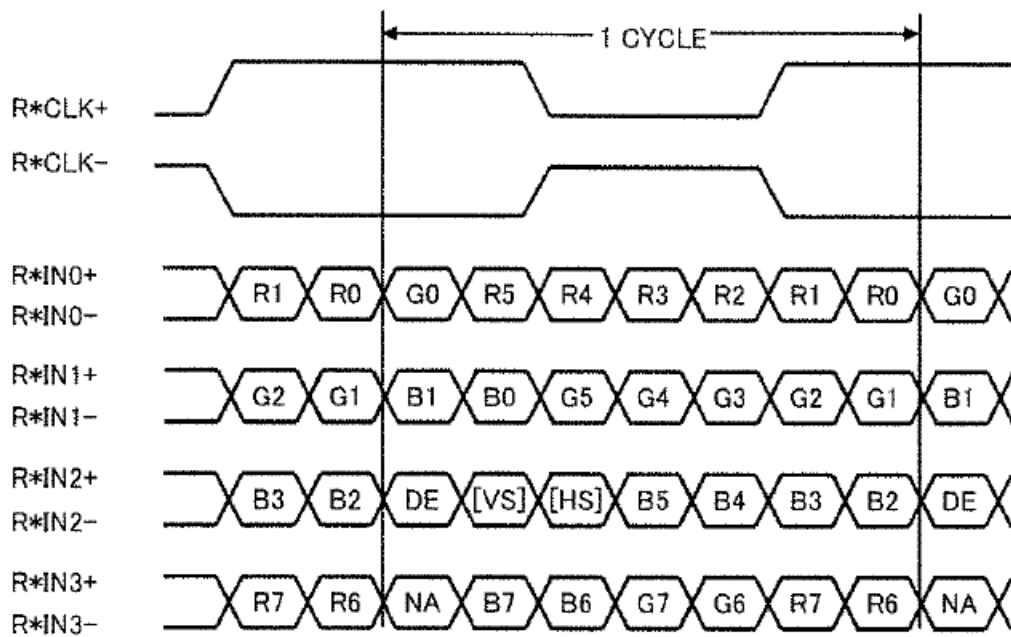 1 CYCLE
R*CLK+
R*CLK-
R*IN0+
R1 R0 G0 R5 R4 R3 R2 R1 R0 G0
R*IN0-
R*IN1+
G2 G1 B1 B0 G5 G4 G3 G2 G1 B1
R*IN1-
R*IN2+
B3 B2 DE [VS] [HS] B5 B4 B3 B2 DE
R*IN2-
R*IN3+
R7 R6 NA B7 B6 G7 G6 R7 R6 NA
R*IN3-